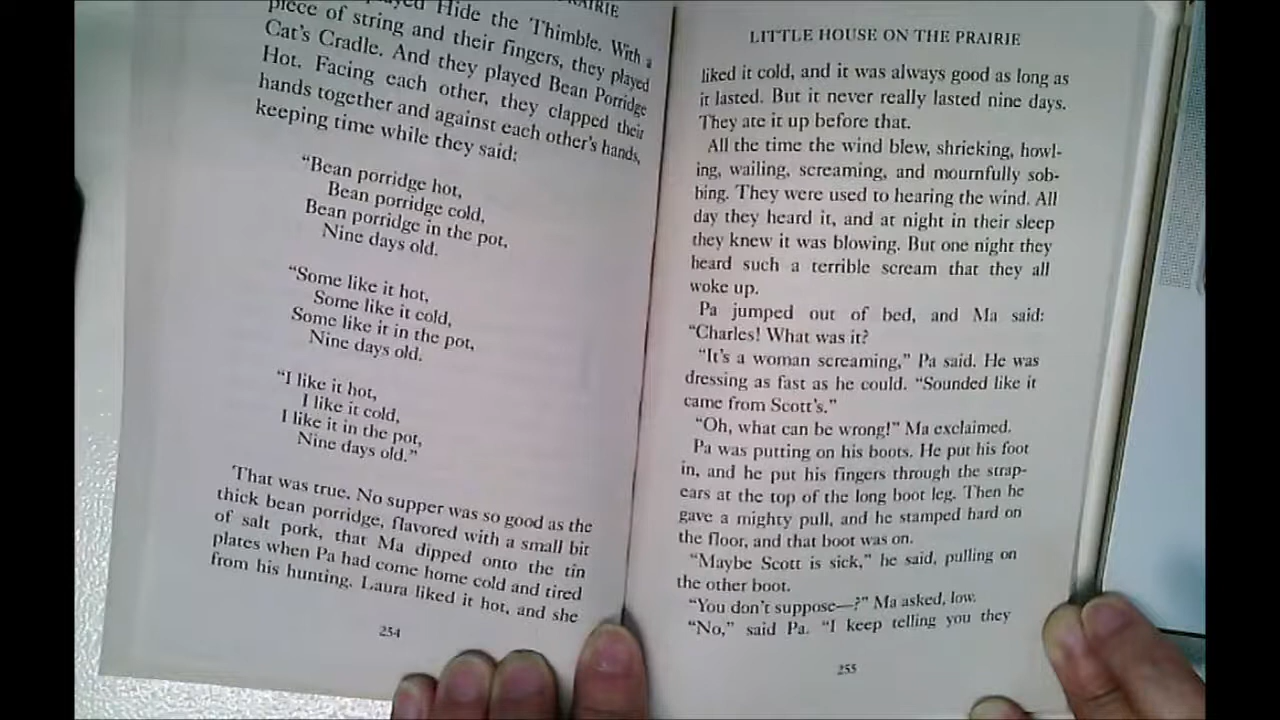 PRAIRIE
played Hide the Thimble. With a
piece of string and their fingers, they played
Cat's Cradle. And they played Bean Porridge
Hot. Facing each other, they clapped their
hands together and against each other's hands,
keeping time while they said:
"Bean porridge hot,
Bean porridge cold,
Bean porridge in the pot,
Nine days old.
"Some like it hot,
Some like it cold,
Some like it in the pot,
Nine days old.
"I like it hot,
I like it cold,
I like it in the pot,
Nine days old."
That was true. No supper was so good as the
thick bean porridge, flavored with a small bit
of salt pork, that Ma dipped onto the tin
plates when Pa had come home cold and tired
from his hunting. Laura liked it hot, and she
254
LITTLE HOUSE ON THE PRAIRIE
liked it cold, and it was always good as long as
it lasted. But it never really lasted nine days.
They ate it up before that.
All the time the wind blew, shrieking, howl-
ing, wailing, screaming, and mournfully sob-
bing. They were used to hearing the wind. All
day they heard it, and at night in their sleep
they knew it was blowing. But one night they
heard such a terrible scream that they all
woke up.
Pa jumped out of bed, and Ma said:
"Charles! What was it?
"It's a woman screaming," Pa said. He was
dressing as fast as he could. "Sounded like it
came from Scott's."
"Oh, what can be wrong!" Ma exclaimed.
Pa was putting on his boots. He put his foot
in, and he put his fingers through the strap-
ears at the top of the long boot leg. Then he
gave a mighty pull, and he stamped hard on
the floor, and that boot was on.
"Maybe Scott is sick," he said, pulling on
the other boot.
"You don't suppose—?" Ma asked, low.
"No," said Pa. "I keep telling you they
255